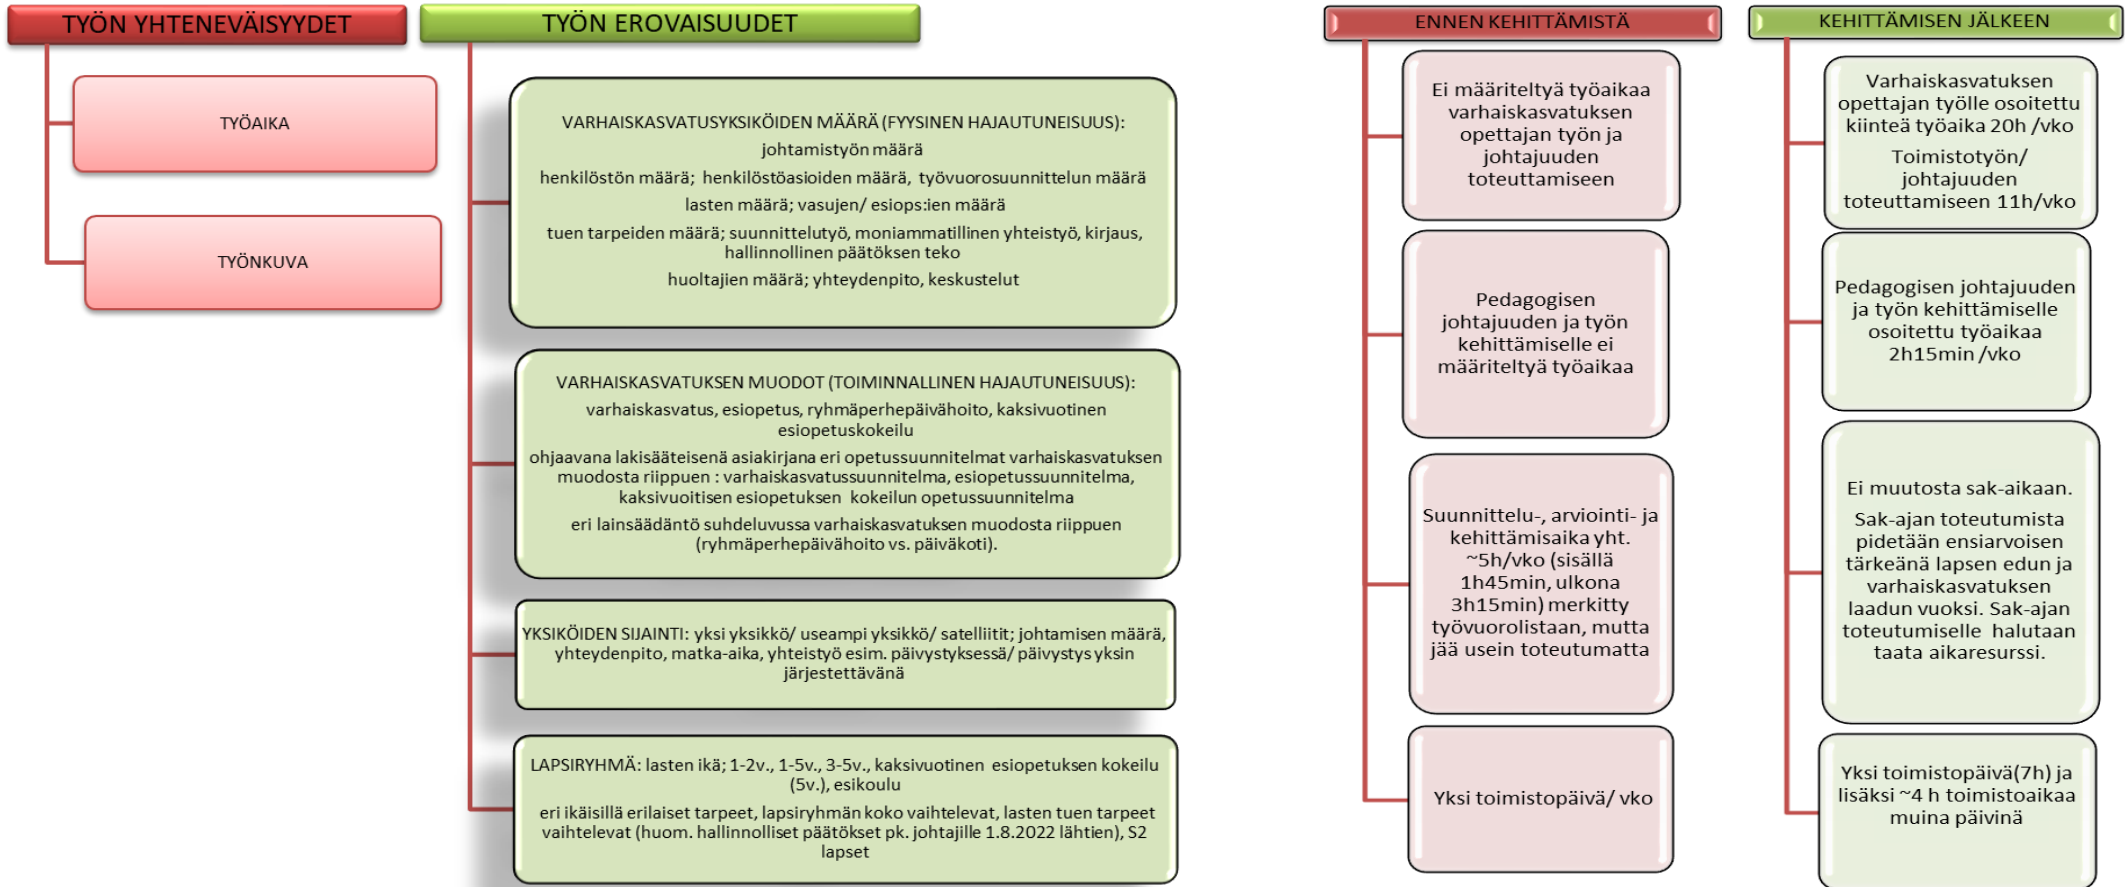 TYÖN YHTENEVÄISYYDET
TYÖAIKA
TYÖNKUVA
TYÖN EROVAISUUDET
VARHAISKASVATUSYKSIKÖIDEN MÄÄRÄ (FYYSINEN HAJAUTUNEISUUS):
johtamistyön määrä
henkilöstön määrä; henkilöstöasioiden määrä, työvuorosuunnittelun määrä
lasten määrä; vasujen/ esiops:ien määrä
tuen tarpeiden määrä; suunnittelutyö, moniammatillinen yhteistyö, kirjaus,
hallinnollinen päätöksen teko
huoltajien määrä; yhteydenpito, keskustelut
VARHAISKASVATUKSEN MUODOT (TOIMINNALLINEN HAJAUTUNEISUUS):
varhaiskasvatus, esiopetus, ryhmäperhepäivähoito, kaksivuotinen
esiopetuskokeilu
ohjaavana lakisääteisenä asiakirjana eri opetussuunnitelmat varhaiskasvatuksen
muodosta riippuen : varhaiskasvatussuunnitelma, esiopetussuunnitelma,
kaksivuoitisen esiopetuksen kokeilun opetussuunnitelma
eri lainsäädäntö suhdeluvussa varhaiskasvatuksen muodosta riippuen
(ryhmäperhepäivähoito vs. päiväkoti).
YKSIKÖIDEN SIJAINTI: yksi yksikkö/ useampi yksikkö/ satelliitit; johtamisen määrä,
yhteydenpito, matka-aika, yhteistyö esim. päivystyksessä/ päivystys yksin
järjestettävänä
LAPSIRYHMÄ: lasten ikä; 1-2v., 1-5v., 3-5v., kaksivuotinen esiopetuksen kokeilu
(5v.), esikoulu
eri ikäisillä erilaiset tarpeet, lapsiryhmän koko vaihtelevat, lasten tuen tarpeet
vaihtelevat (huom. hallinnolliset päätökset pk. johtajille 1.8.2022 lähtien), S2
lapset
ENNEN KEHITTÄMISTÄ
Ei määriteltyä työaikaa
varhaiskasvatuksen
opettajan työn ja
johtajuuden
toteuttamiseen
Pedagogisen
johtajuuden ja työn
kehittämiselle ei
määriteltyä työaikaa
Suunnittelu-, arviointi- ja
kehittämisaika yht.
~5h/vko (sisällä
1h45min, ulkona
3h15min) merkitty
työvuorolistaan, mutta
jää usein toteutumatta
Yksi toimistopäivä/ vko
KEHITTÄMISEN JÄLKEEN
Varhaiskasvatuksen
opettajan työlle osoitettu
kiinteä työaika 20h /vko
Toimistotyön/
johtajuuden
toteuttamiseen 11h/vko
Pedagogisen johtajuuden
ja työn kehittämiselle
osoitettu työaikaa
2h15min /vko
Ei muutosta sak-aikaan.
Sak-ajan toteutumista
pidetään ensiarvoisen
tärkeänä lapsen edun ja
varhaiskasvatuksen
laadun vuoksi. Sak-ajan
toteutumiselle halutaan
taata aikaresurssi.
Yksi toimistopäivä(7h) ja
lisäksi ~4 h toimistoaikaa
muina päivinä